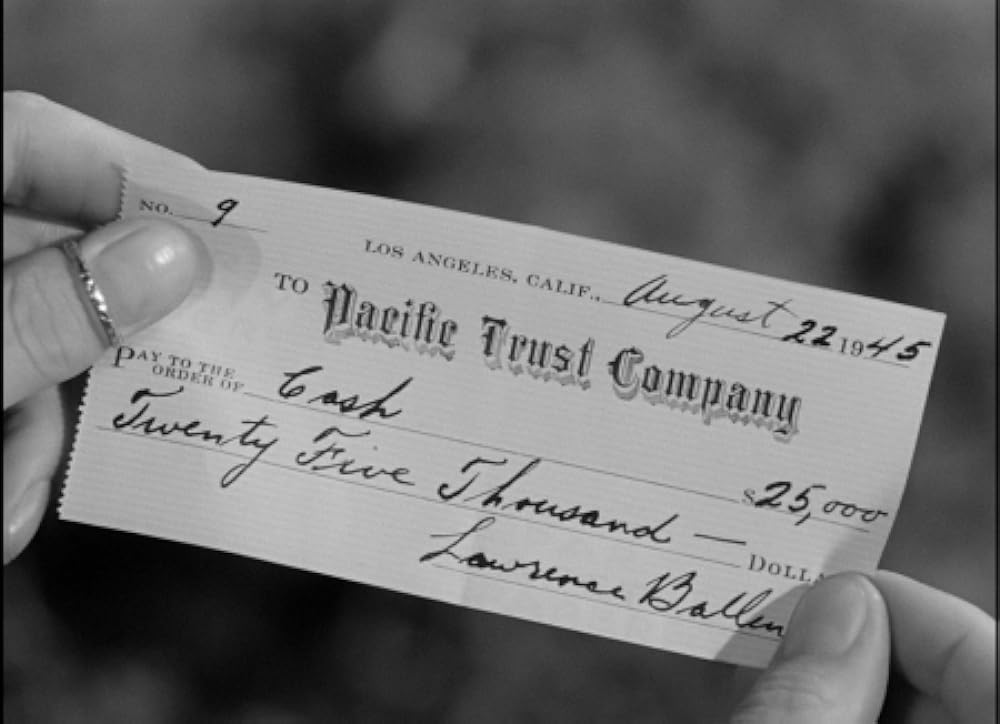 NO. 9
LOS ANGELES, CALIF., August 22 1945
TO Pacific Trust Company
PAY TO THE ORDER OF Cash $25,000
Twenty Five Thousand —
Lawrence